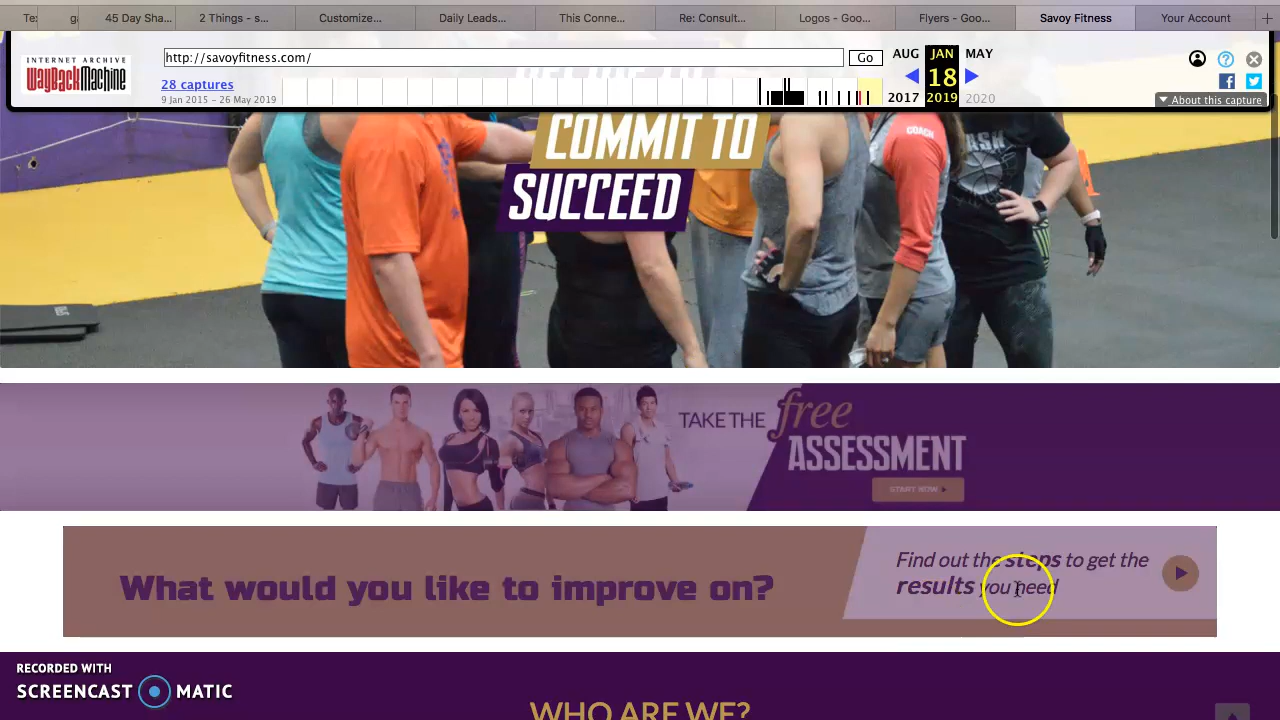 45 Day Sha...
2 Things - s...
Customize...
Daily Leads...
This Conne...
Re: Consult...
Logos - Goo...
Flyers - Goo...
Savoy Fitness
Your Account
INTERNET ARCHIVE
WayBackMachine
http://savoyfitness.com/
Go
28 captures
9 Jan 2015 – 26 May 2019
AUG JAN MAY
18
2017 2019 2020
About this capture
COMMIT TO
SUCCEED
COACH
TAKE THE free
ASSESSMENT
START NOW
What would you like to improve on?
Find out the steps to get the
results you need
RECORDED WITH
SCREENCAST MATIC
WHO ARE WE?